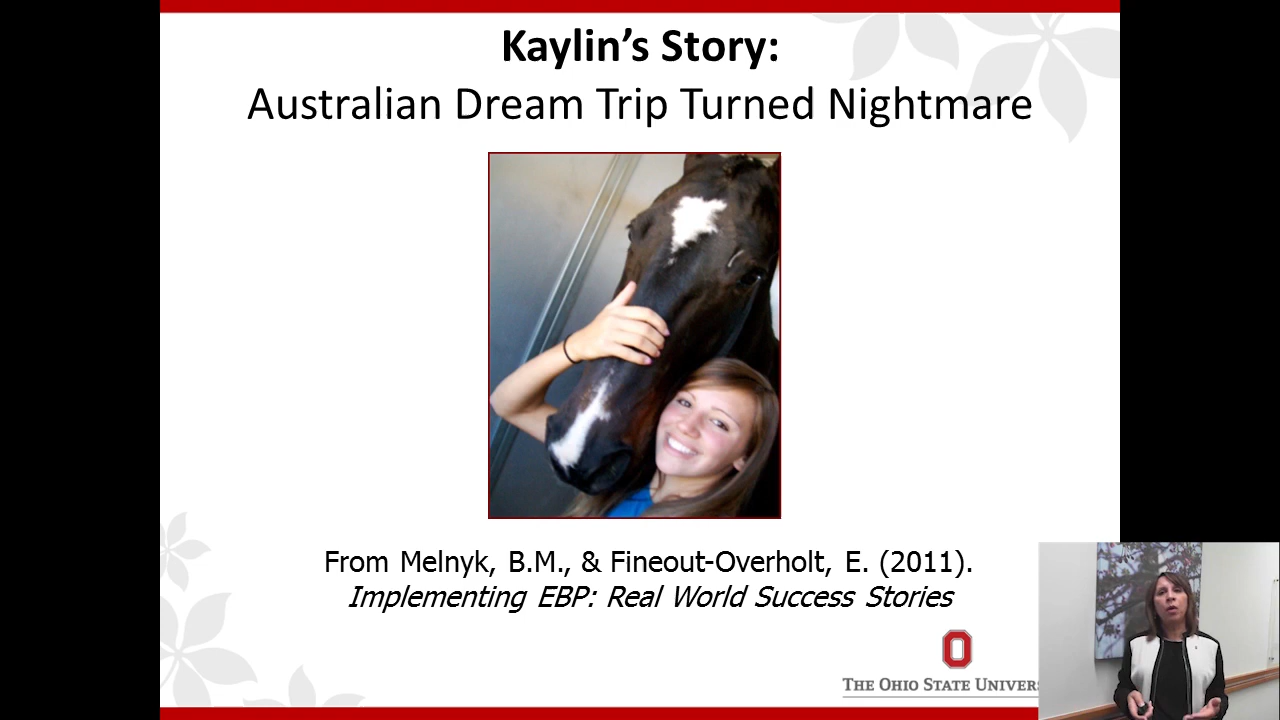 Kaylin’s Story:
Australian Dream Trip Turned Nightmare
From Melnyk, B.M., & Fineout-Overholt, E. (2011).
Implementing EBP: Real World Success Stories
O
THE OHIO STATE UNIVERS